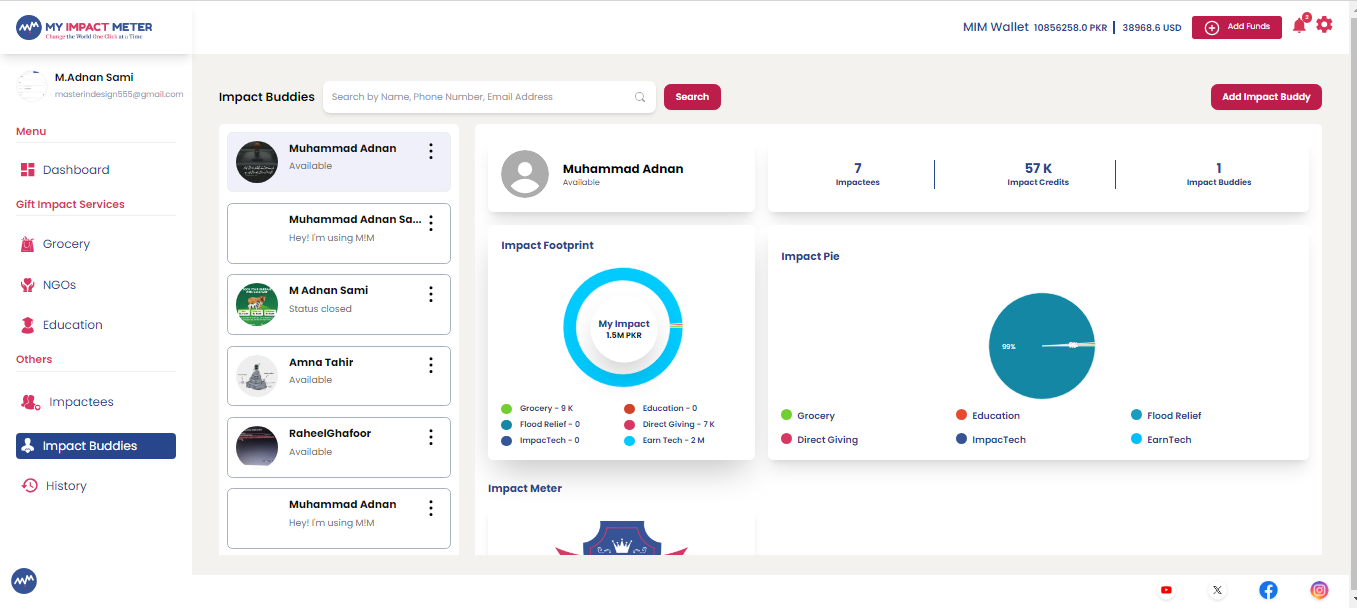 MY IMPACT METER
Change the World One Click at a Time
MIM Wallet 10856258.0 PKR 38968.6 USD
Add Funds
2
M.Adnan Sami
masterindesign555@gmail.com
Menu
Dashboard
Gift Impact Services
Grocery
NGOs
Education
Others
Impactees
Impact Buddies
History
Impact Buddies
Search by Name, Phone Number, Email Address
Search
Add Impact Buddy
Muhammad Adnan
Available
Muhammad Adnan Sa...
Hey! I'm using M!M
M Adnan Sami
Status closed
Amna Tahir
Available
RaheelGhafoor
Available
Muhammad Adnan
Hey! I'm using M!M
Muhammad Adnan
Available
7
Impactees
57 K
Impact Credits
1
Impact Buddies
Impact Footprint
My Impact
1.5M PKR
Grocery - 9 K
Education - 0
Flood Relief - 0
Direct Giving - 7 K
ImpacTech - 0
Earn Tech - 2 M
Impact Pie
99%
Grocery
Education
Flood Relief
Direct Giving
ImpacTech
EarnTech
Impact Meter